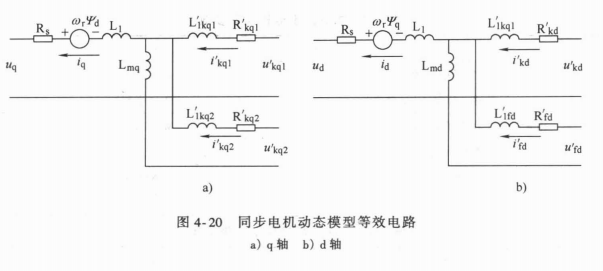 Rs + ωrΨd − L1 L'1kq1 R'kq1
iq i'kq1
uq Lmq u'kq1
L'1kq2 R'kq2
i'kq2 u'kq2
a)
Rs + ωrΨq − L1 L'1kd R'kd
id i'kd
ud Lmd u'kd
L'1fd R'fd
i'fd u'fd
b)
图 4-20 同步电机动态模型等效电路
a) q 轴 b) d 轴